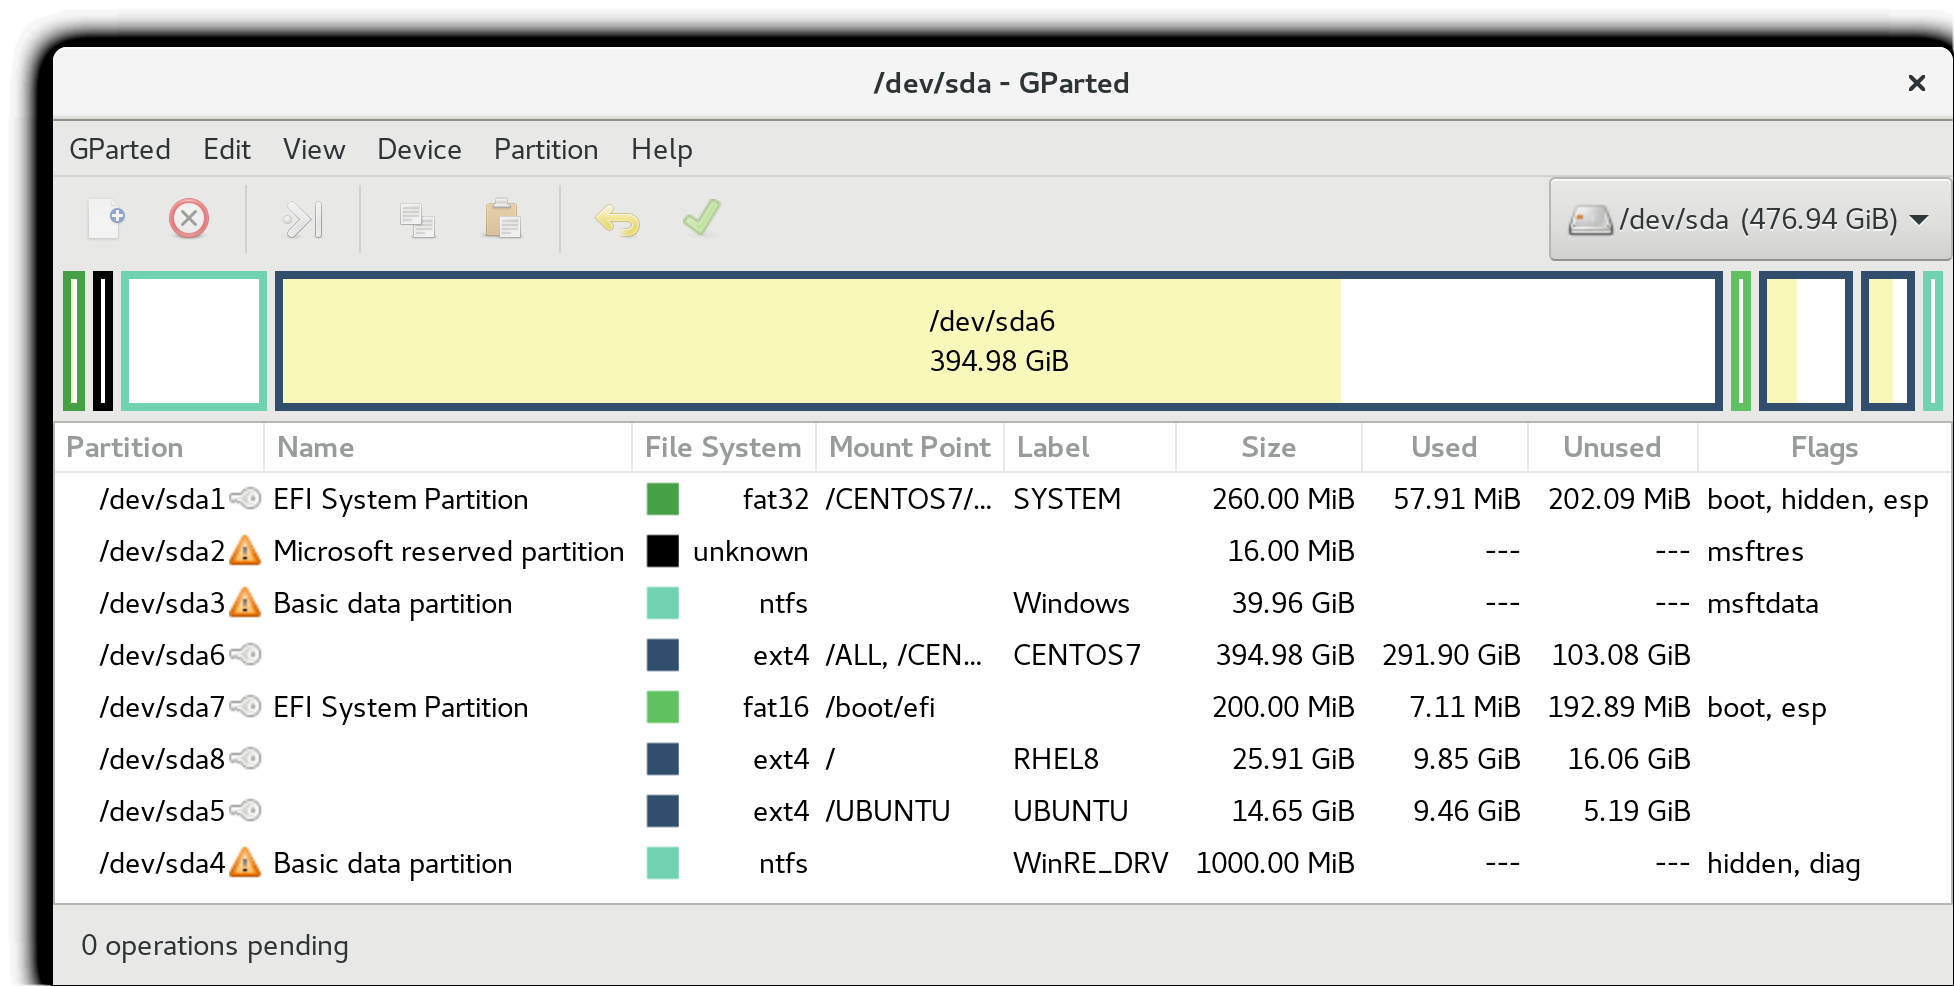 /dev/sda - GParted ×
GParted Edit View Device Partition Help
/dev/sda (476.94 GiB)
/dev/sda6
394.98 GiB
Partition Name File System Mount Point Label Size Used Unused Flags
/dev/sda1 EFI System Partition fat32 /CENTOS7/... SYSTEM 260.00 MiB 57.91 MiB 202.09 MiB boot, hidden, esp
/dev/sda2 Microsoft reserved partition unknown 16.00 MiB --- --- msftres
/dev/sda3 Basic data partition ntfs Windows 39.96 GiB --- --- msftdata
/dev/sda6 ext4 /ALL, /CEN... CENTOS7 394.98 GiB 291.90 GiB 103.08 GiB
/dev/sda7 EFI System Partition fat16 /boot/efi 200.00 MiB 7.11 MiB 192.89 MiB boot, esp
/dev/sda8 ext4 / RHEL8 25.91 GiB 9.85 GiB 16.06 GiB
/dev/sda5 ext4 /UBUNTU UBUNTU 14.65 GiB 9.46 GiB 5.19 GiB
/dev/sda4 Basic data partition ntfs WinRE_DRV 1000.00 MiB --- --- hidden, diag
0 operations pending